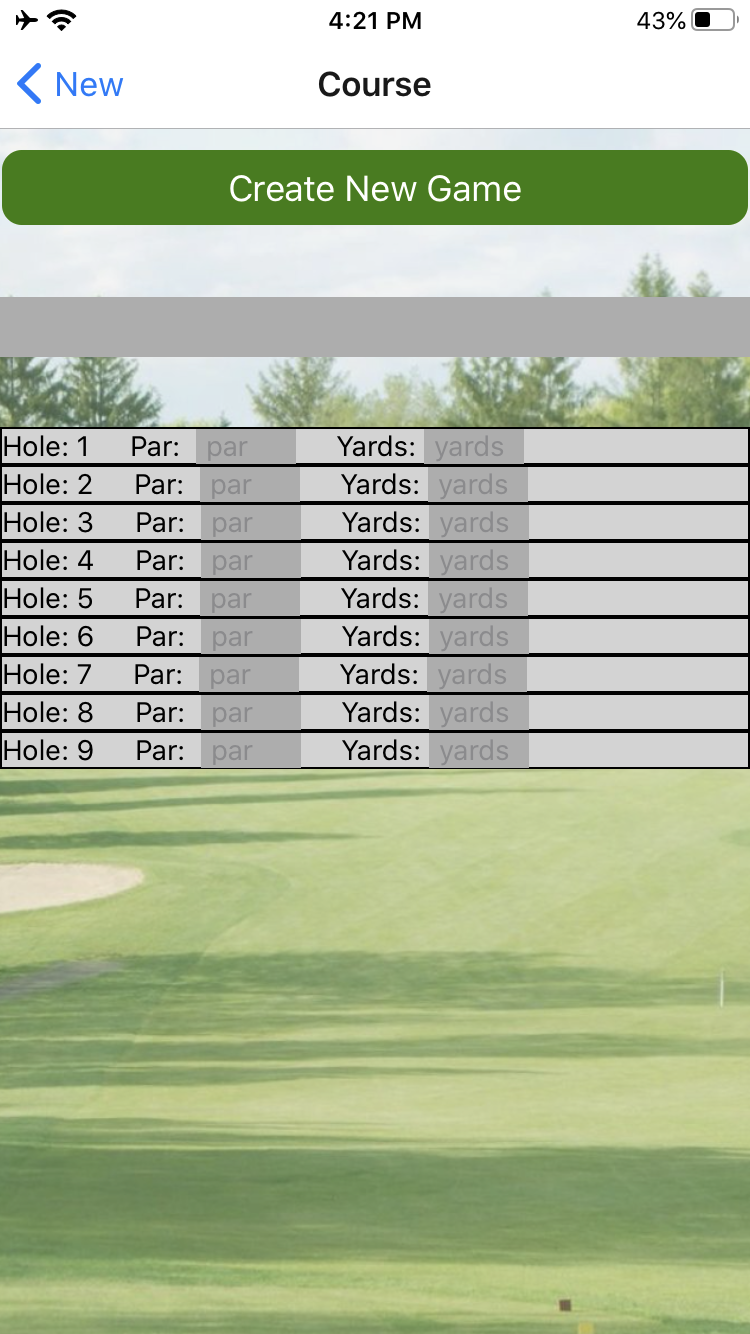 4:21 PM 43%
New Course
Create New Game
Hole: 1 Par: par Yards: yards
Hole: 2 Par: par Yards: yards
Hole: 3 Par: par Yards: yards
Hole: 4 Par: par Yards: yards
Hole: 5 Par: par Yards: yards
Hole: 6 Par: par Yards: yards
Hole: 7 Par: par Yards: yards
Hole: 8 Par: par Yards: yards
Hole: 9 Par: par Yards: yards